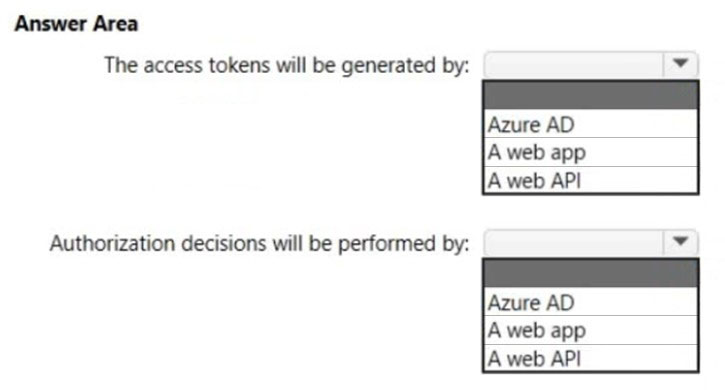 Answer Area
The access tokens will be generated by:
Azure AD
A web app
A web API
Authorization decisions will be performed by:
Azure AD
A web app
A web API